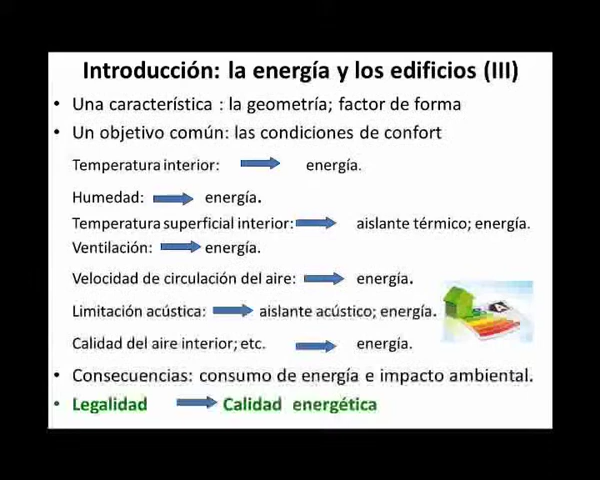 Introducción: la energía y los edificios (III)
• Una característica : la geometría; factor de forma
• Un objetivo común: las condiciones de confort
Temperatura interior: energía.
Humedad: energía.
Temperatura superficial interior: aislante térmico; energía.
Ventilación: energía.
Velocidad de circulación del aire: energía.
Limitación acústica: aislante acústico; energía.
Calidad del aire interior; etc. energía.
• Consecuencias: consumo de energía e impacto ambiental.
• Legalidad Calidad energética